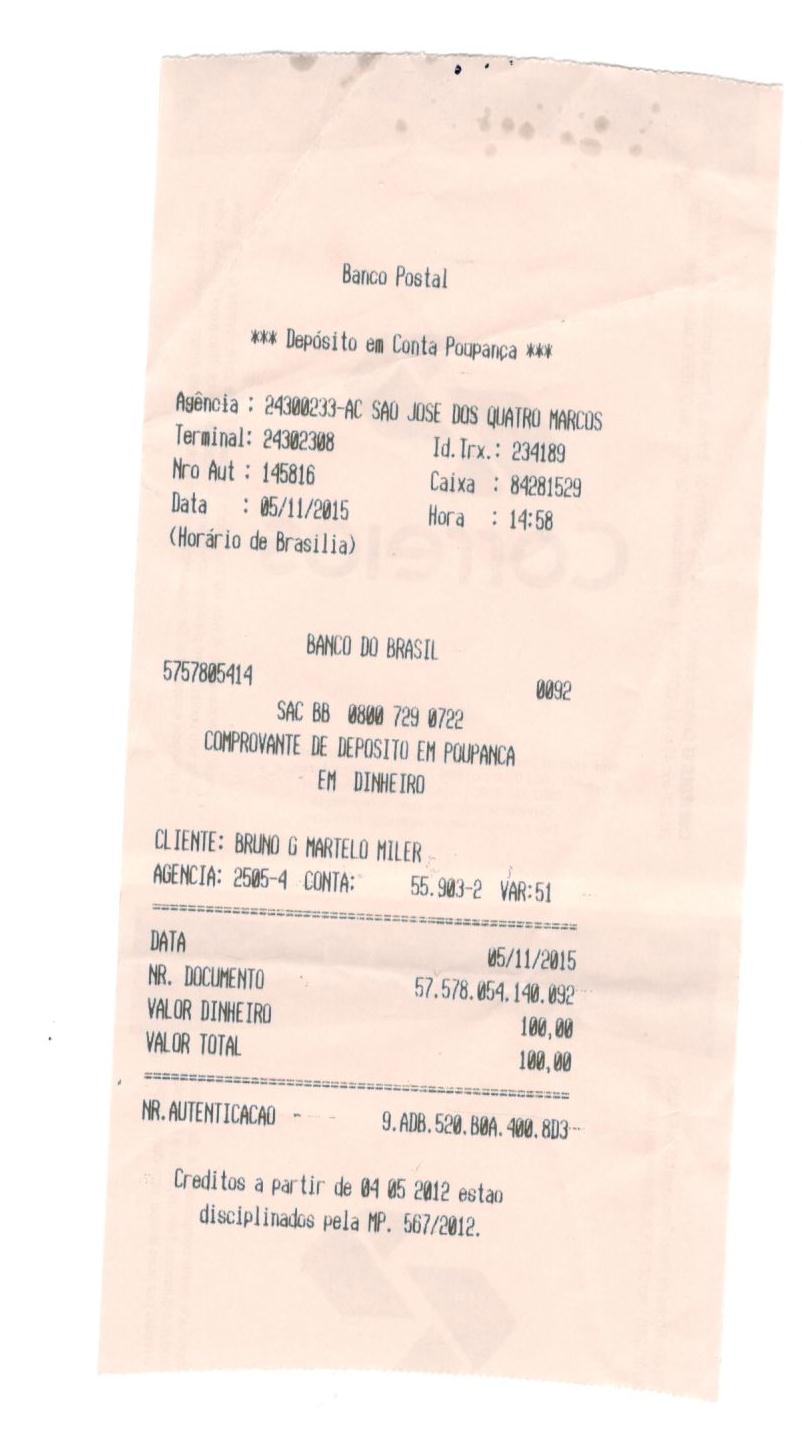 Banco Postal
*** Depósito em Conta Poupança ***
Agência : 24300233-AC SAO JOSE DOS QUATRO MARCOS
Terminal: 24302308 Id.Trx.: 234189
Nro Aut : 145816 Caixa : 84281529
Data : 05/11/2015 Hora : 14:58
(Horário de Brasilia)
Correios
BANCO DO BRASIL
5757805414 0092
SAC BB 0800 729 0722
COMPROVANTE DE DEPOSITO EM POUPANCA
EM DINHEIRO
CLIENTE: BRUNO G MARTELO MILER
AGENCIA: 2505-4 CONTA: 55.903-2 VAR:51
==================================================
DATA 05/11/2015
NR. DOCUMENTO 57.578.054.140.092
VALOR DINHEIRO 100,00
VALOR TOTAL 100,00
==================================================
NR.AUTENTICACAO 9.ADB.520.B0A.400.8D3
Creditos a partir de 04 05 2012 estao
disciplinados pela MP. 567/2012.